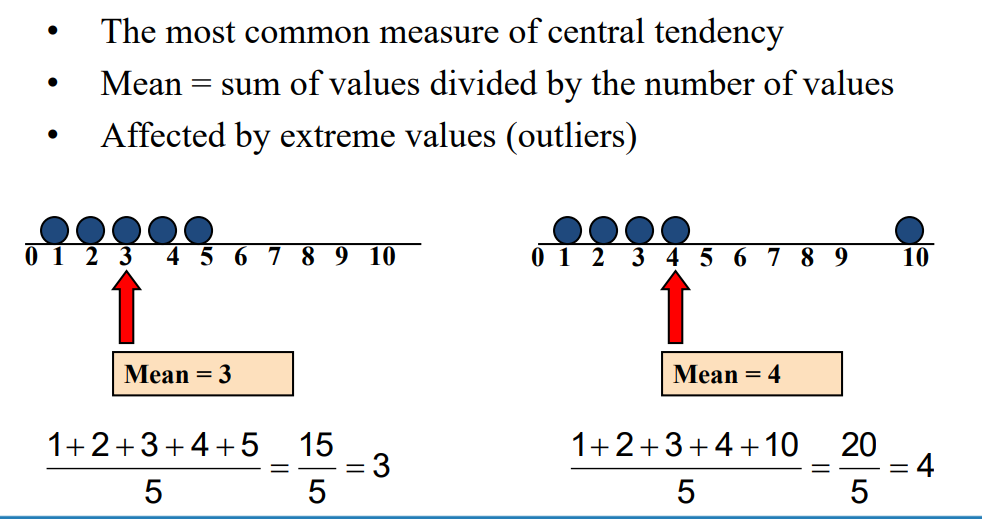 • The most common measure of central tendency
• Mean = sum of values divided by the number of values
• Affected by extreme values (outliers)
0 1 2 3 4 5 6 7 8 9 10
Mean = 3
1+2+3+4+5 / 5 = 15 / 5 = 3
0 1 2 3 4 5 6 7 8 9 10
Mean = 4
1+2+3+4+10 / 5 = 20 / 5 = 4